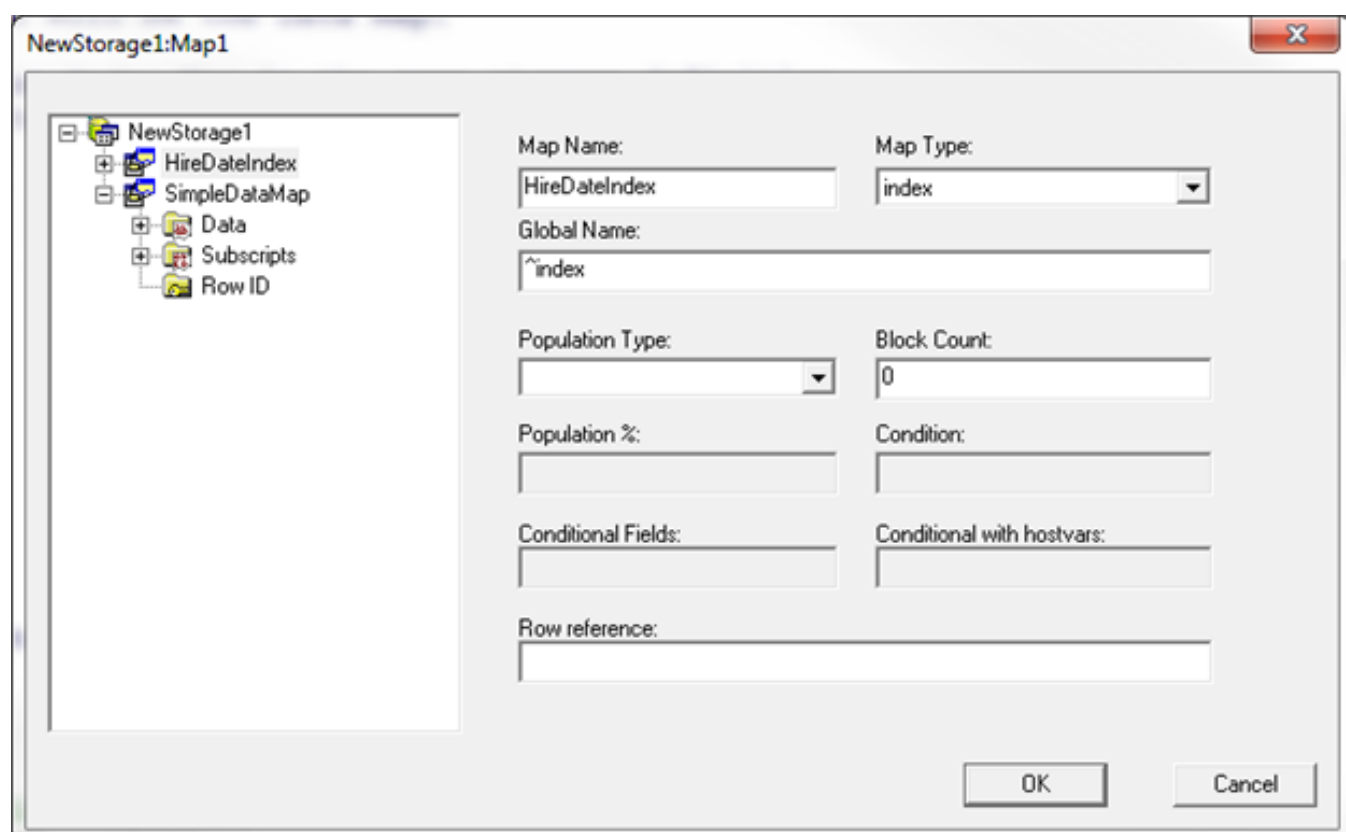 NewStorage1:Map1
NewStorage1
HireDateIndex
SimpleDataMap
Data
Subscripts
Row ID
Map Name:
Map Type:
HireDateIndex
index
Global Name:
^index
Population Type:
Block Count:
0
Population %:
Condition:
Conditional Fields:
Conditional with hostvars:
Row reference:
OK
Cancel